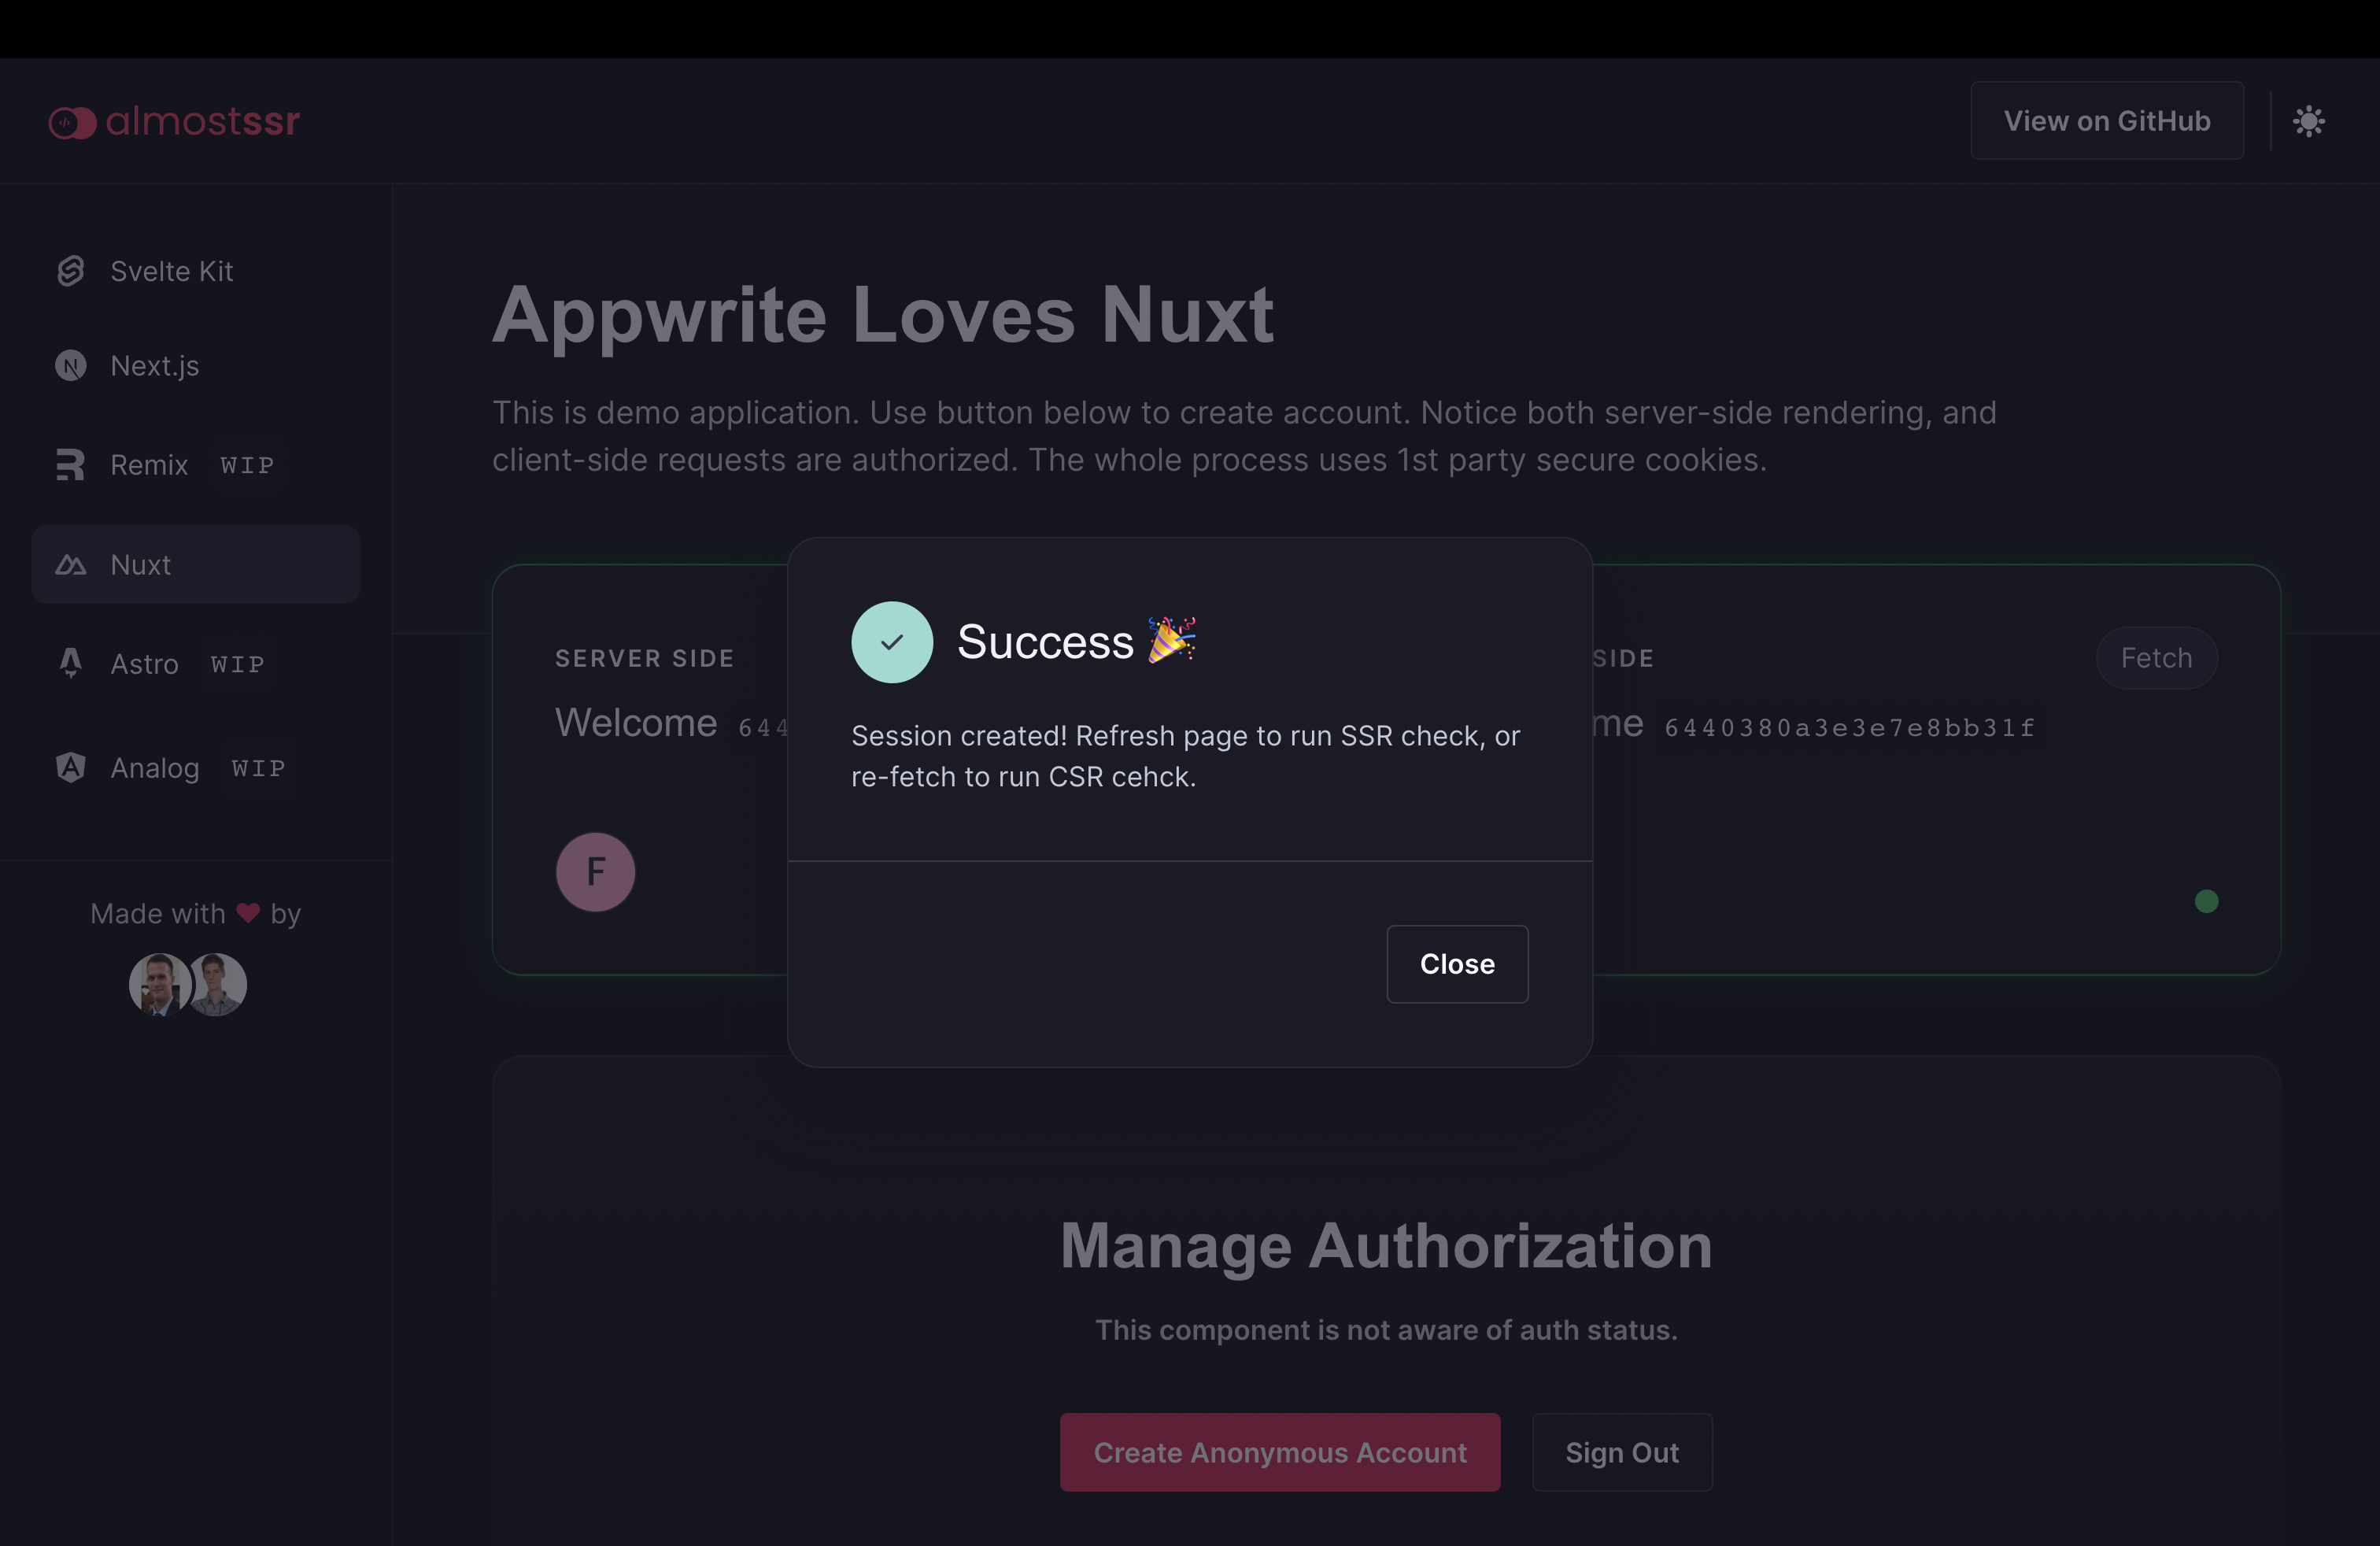 almostssr
View on GitHub
Svelte Kit
Next.js
Remix WIP
Nuxt
Astro WIP
Analog WIP
Made with ❤ by
Appwrite Loves Nuxt
This is demo application. Use button below to create account. Notice both server-side rendering, and
client-side requests are authorized. The whole process uses 1st party secure cookies.
SERVER SIDE
Welcome 644
F
Success 🎉
Session created! Refresh page to run SSR check, or
re-fetch to run CSR cehck.
Close
SIDE
Fetch
me 6440380a3e3e7e8bb31f
Manage Authorization
This component is not aware of auth status.
Create Anonymous Account
Sign Out